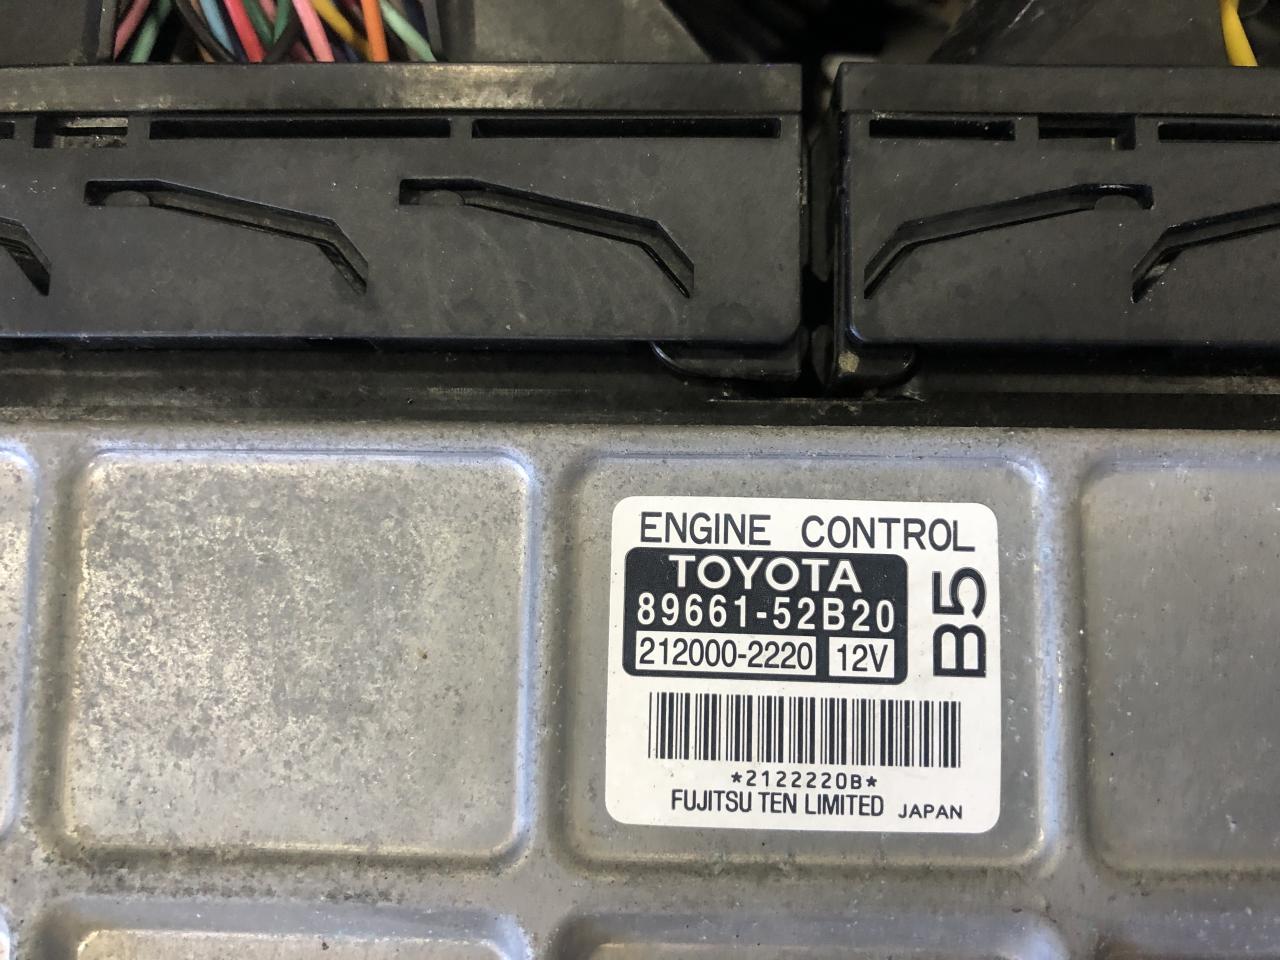 ENGINE CONTROL
TOYOTA
89661-52B20
212000-2220 12V
B5
*2122220B*
FUJITSU TEN LIMITED JAPAN